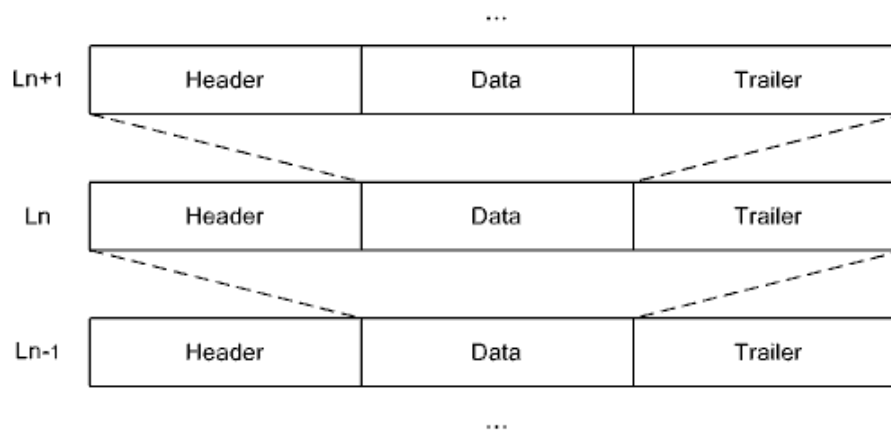 ...
Ln+1 Header Data Trailer
Ln Header Data Trailer
Ln-1 Header Data Trailer
...